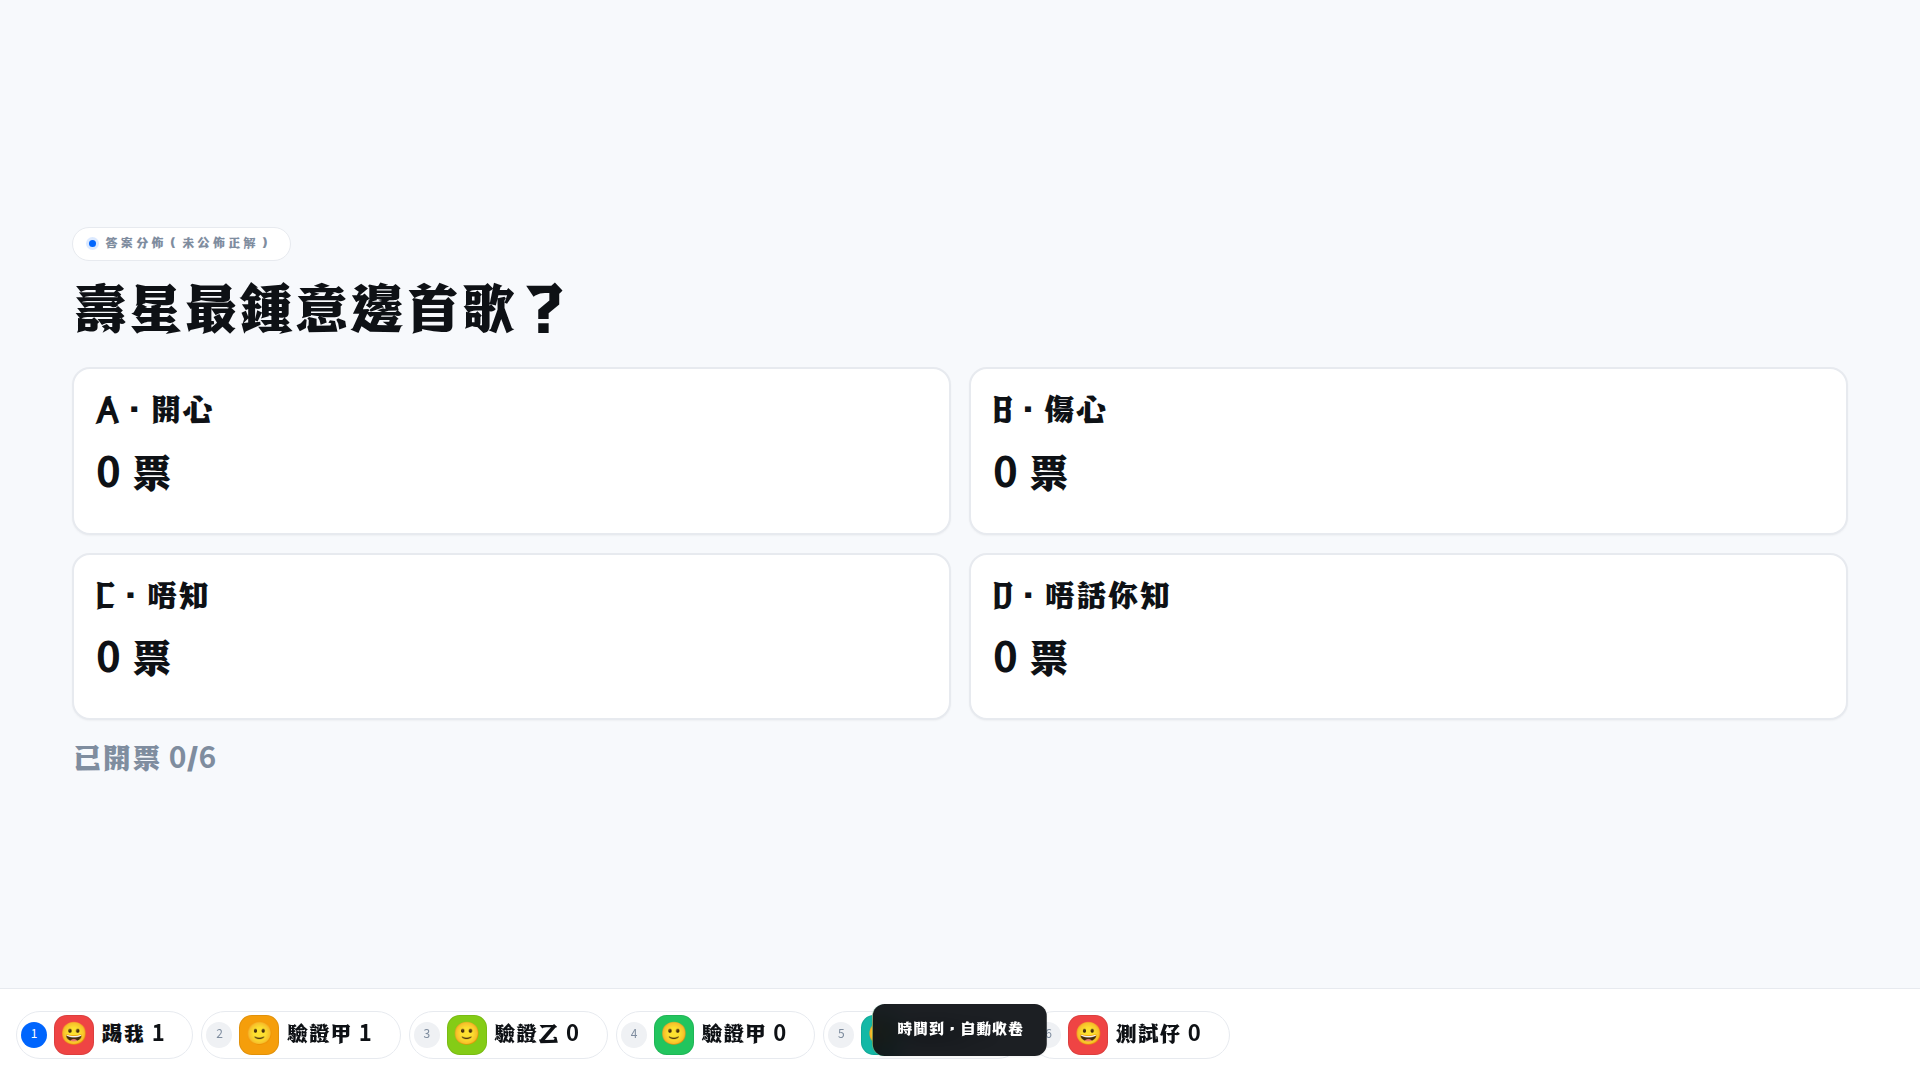 答案分佈（未公佈正解）
壽星最鍾意邊首歌？
A · 開心
0 票
B · 傷心
0 票
C · 唔知
0 票
D · 唔話你知
0 票
已開票 0/6
1 踢我 1
2 驗證甲 1
3 驗證乙 0
4 驗證甲 0
5
時間到 · 自動收卷
6 測試仔 0